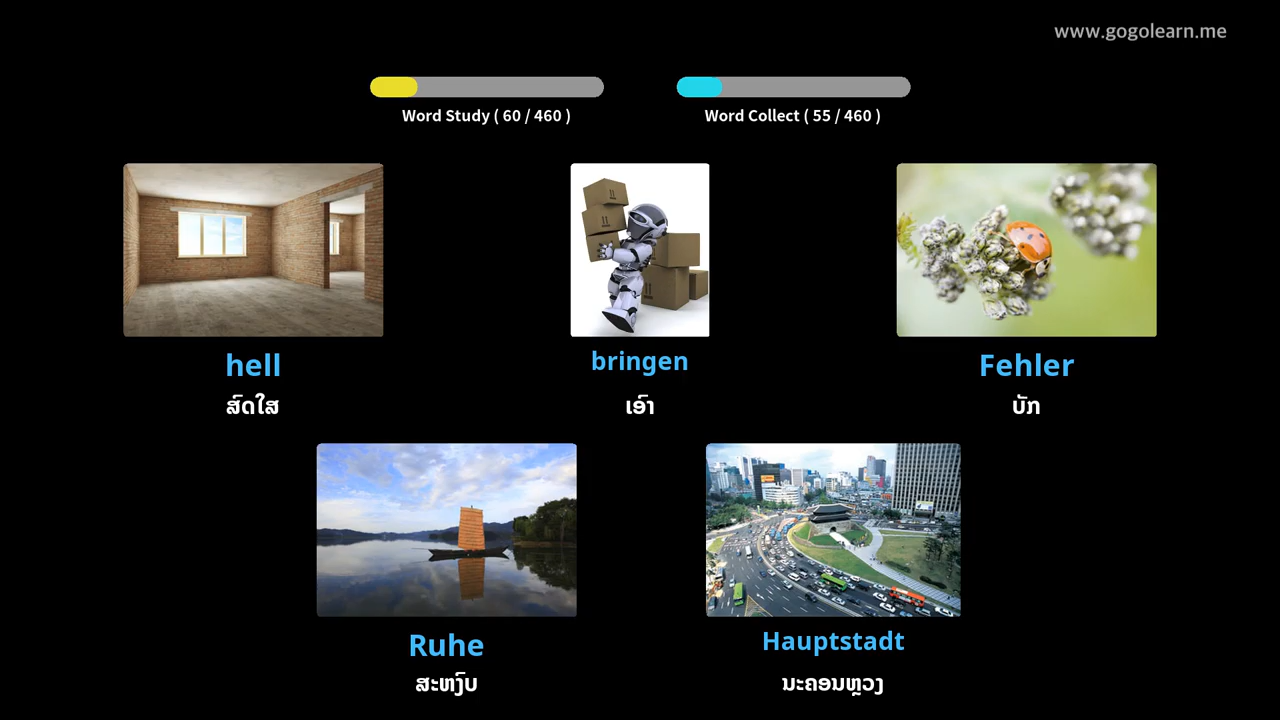 www.gogolearn.me
Word Study ( 60 / 460 )
Word Collect ( 55 / 460 )
hell
ສົດໃສ
bringen
ເອົາ
Fehler
ບັກ
Ruhe
ສະຫງົບ
Hauptstadt
ນະຄອນຫຼວງ